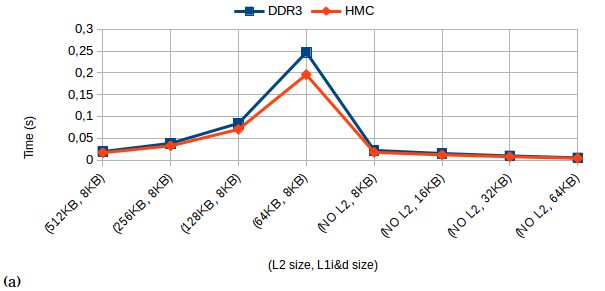 DDR3 HMC
0,3
0,25
0,2
0,15
0,1
0,05
0
Time (s)
(512KB, 8KB)
(256KB, 8KB)
(128KB, 8KB)
(64KB, 8KB)
(NO L2, 8KB)
(NO L2, 16KB)
(NO L2, 32KB)
(NO L2, 64KB)
(L2 size, L1i&d size)
(a)